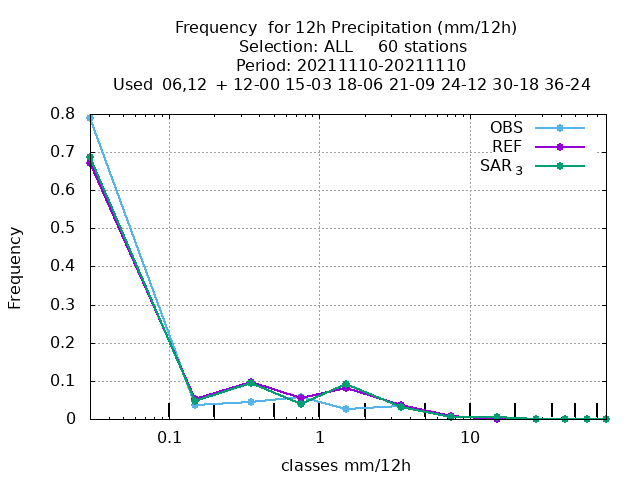 Frequency  for 12h Precipitation (mm/12h)
Selection: ALL     60 stations
Period: 20211110-20211110
Used  06,12  + 12-00 15-03 18-06 21-09 24-12 30-18 36-24
OBS
REF
SAR 3
Frequency
0.8
0.7
0.6
0.5
0.4
0.3
0.2
0.1
0
0.1
1
10
classes mm/12h